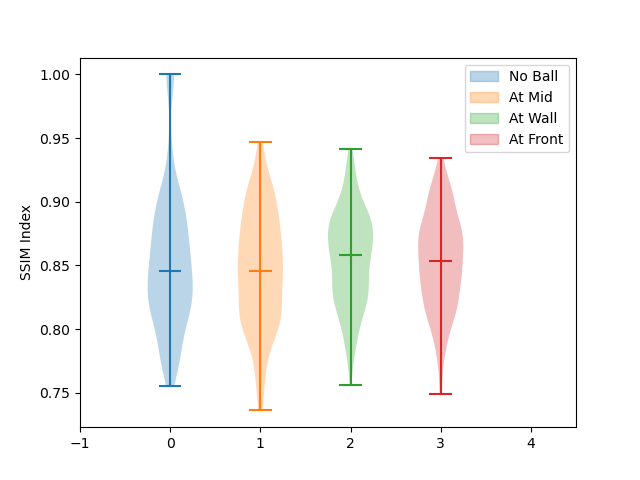 1.00
0.95
0.90
0.85
0.80
0.75
SSIM Index
−1
0
1
2
3
4
No Ball
At Mid
At Wall
At Front